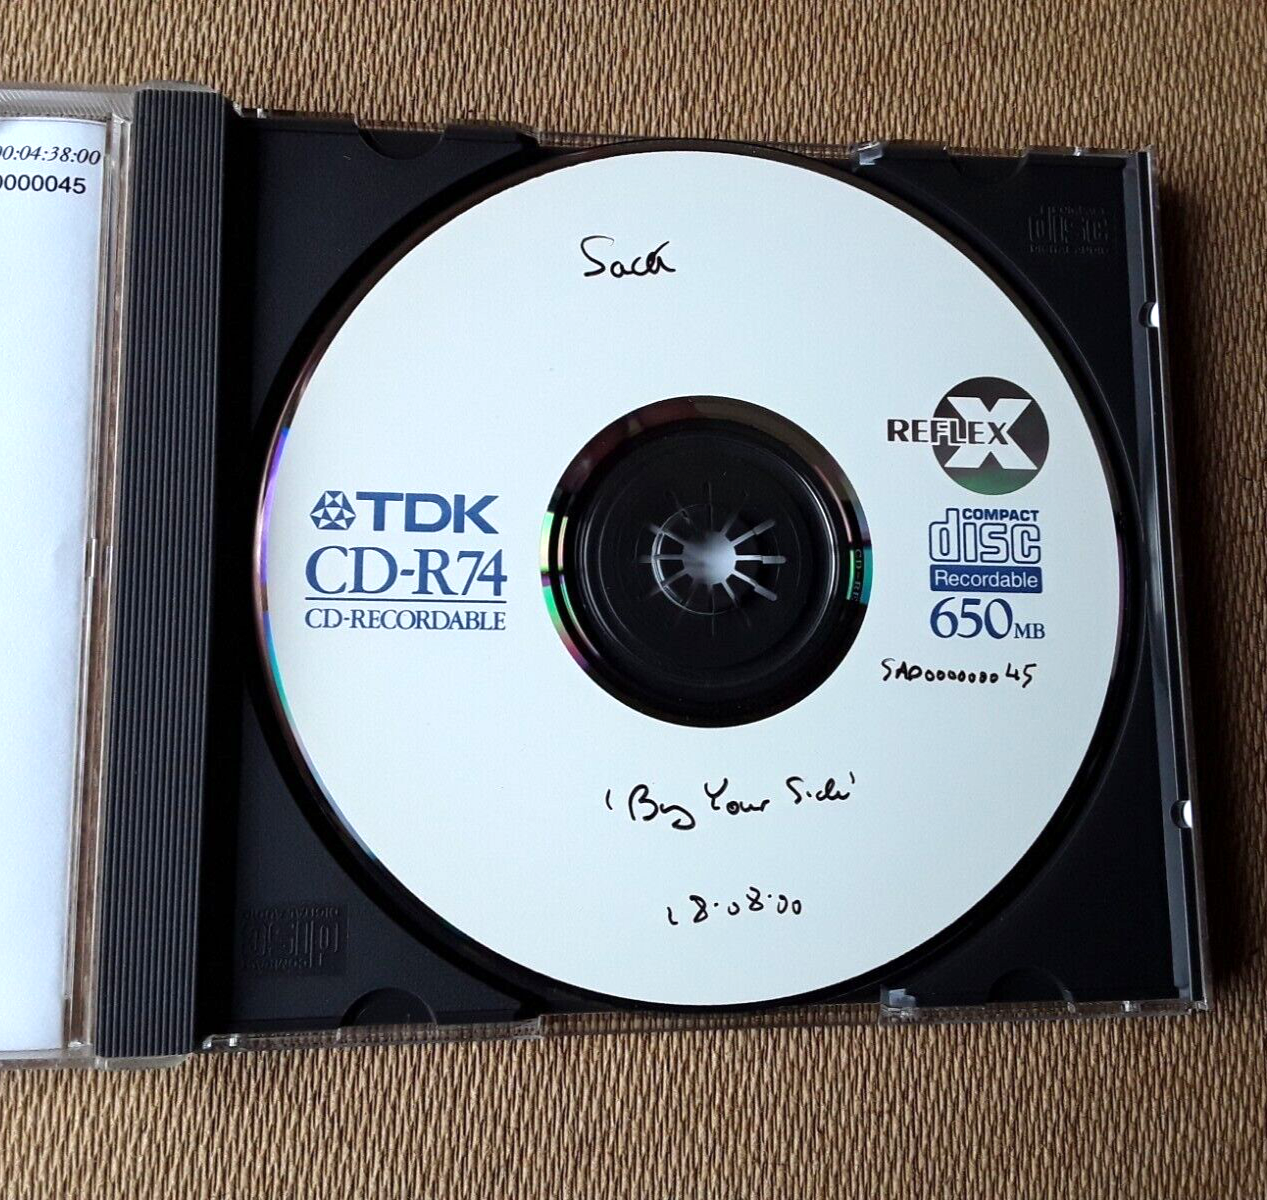 00:04:38:00
0000045
Sade
REFLEX X
TDK
CD-R74
CD-RECORDABLE
COMPACT
disc
Recordable
650MB
SAD000000045
'By Your Side'
18.08.00